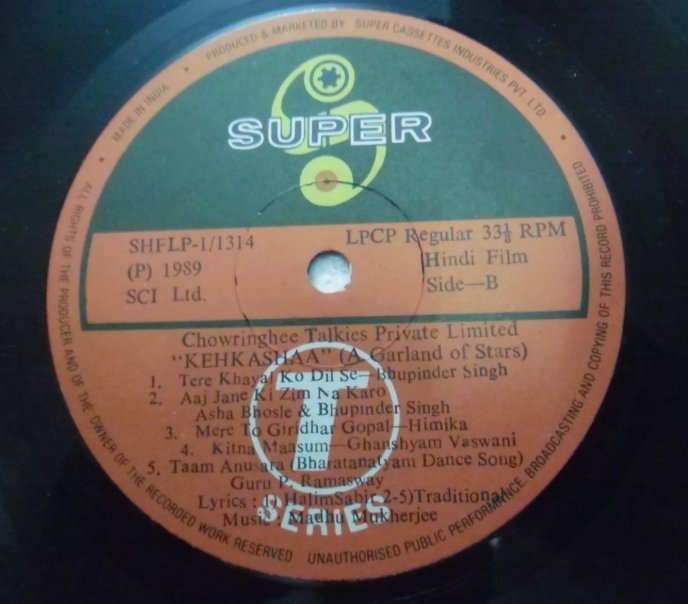 PRODUCED & MARKETED BY SUPER CASSETTES INDUSTRIES PVT. LTD.
MADE IN INDIA.
SUPER
SHFLP-1/1314
(P) 1989
SCI Ltd.
LPCP Regular 33⅓ RPM
Hindi Film
Side—B
Chowringhee Talkies Private Limited
"KEHKASHAA" (A Garland of Stars)
1. Tere Khayal Ko Dil Se—Bhupinder Singh
2. Aaj Jane Ki Zim Na Karo
Asha Bhosle & Bhupinder Singh
3. Mere To Giridhar Gopal—Himika
4. Kitna Maasum—Ghanshyam Vaswani
5. Taam Anusara (Bharatanatyam Dance Song)
Guru P. Ramasway
Lyrics : 1) HalimSabir 2-5)Traditional
Music : Madhu Mukherjee
T
SERIES
ALL RIGHTS OF THE PRODUCER AND OF THE OWNER OF THE RECORDED WORK RESERVED UNAUTHORISED PUBLIC PERFORMANCE, BROADCASTING AND COPYING OF THIS RECORD PROHIBITED